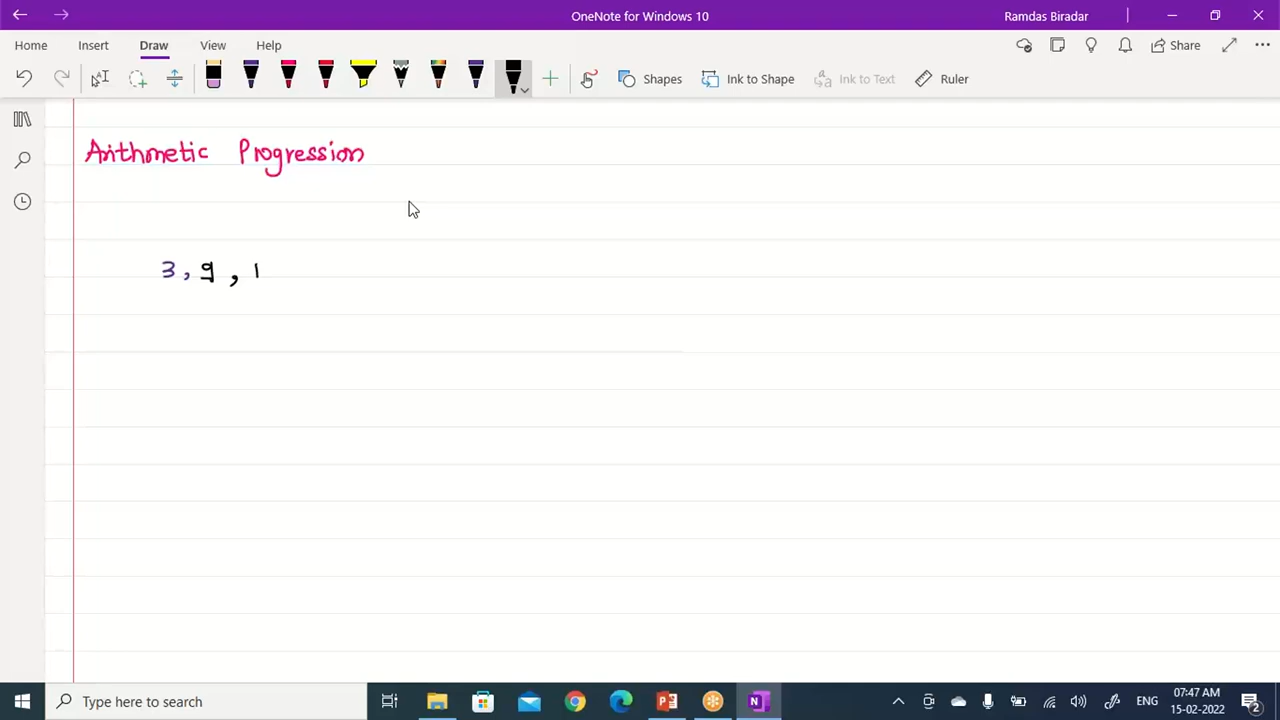 OneNote for Windows 10
Ramdas Biradar
Home Insert Draw View Help
Share
Shapes Ink to Shape Ink to Text Ruler
Arithmetic Progression
3, 9, 1
Type here to search
ENG
07:47 AM
15-02-2022
2